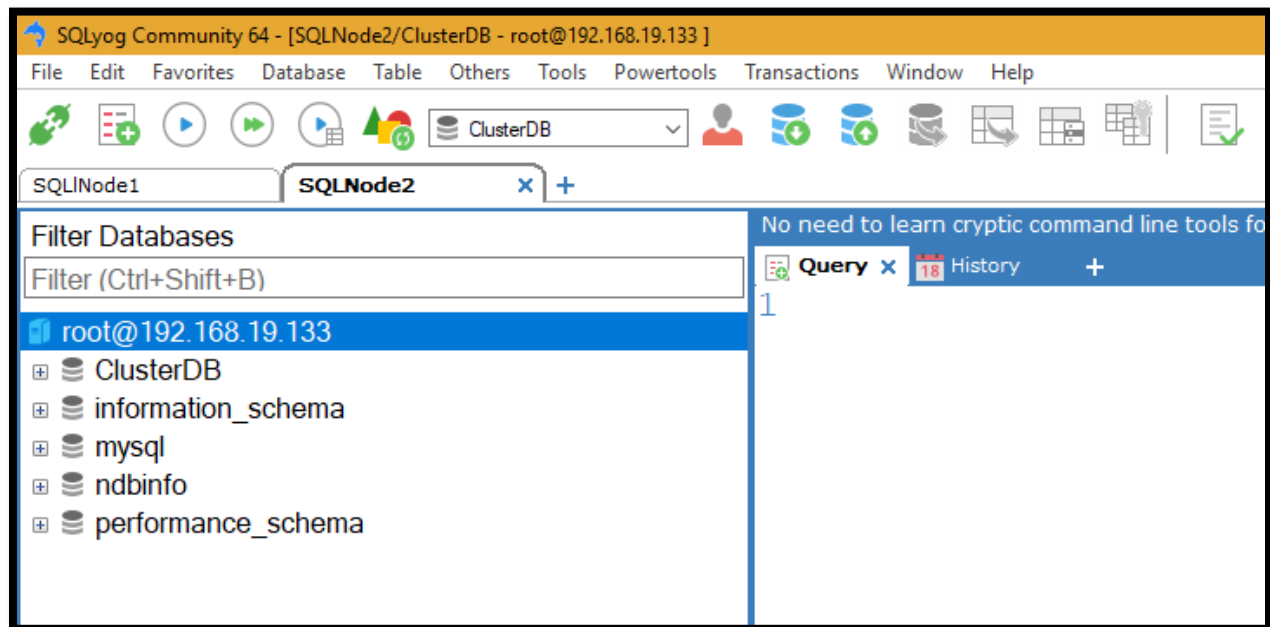 SQLyog Community 64 - [SQLNode2/ClusterDB - root@192.168.19.133 ]
File Edit Favorites Database Table Others Tools Powertools Transactions Window Help
ClusterDB
SQLlNode1 SQLNode2 x +
Filter Databases
Filter (Ctrl+Shift+B)
root@192.168.19.133
ClusterDB
information_schema
mysql
ndbinfo
performance_schema
No need to learn cryptic command line tools fo
Query x 18 History +
1